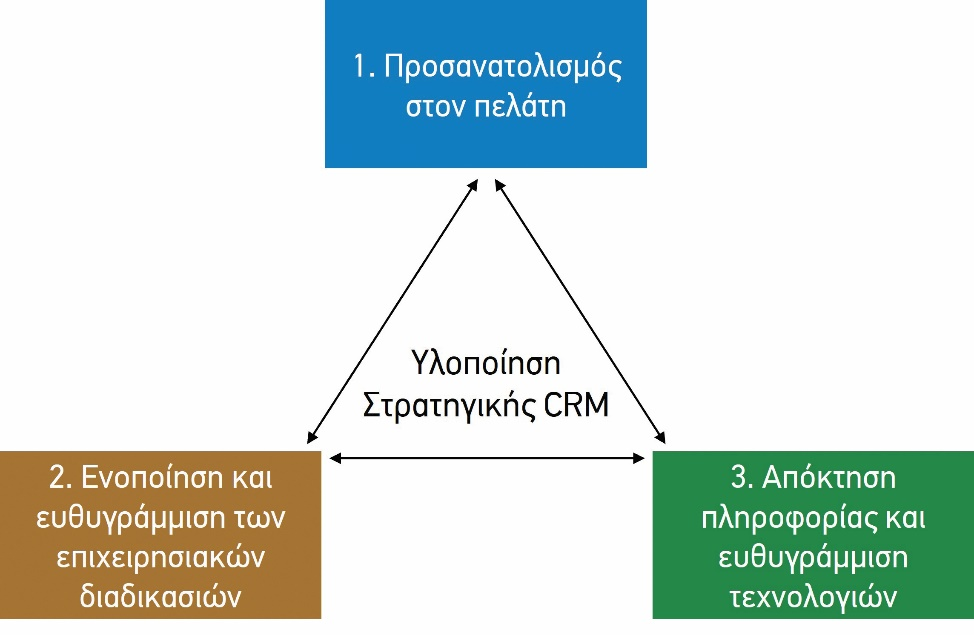 1. Προσανατολισμός
στον πελάτη
Υλοποίηση
Στρατηγικής CRM
2. Ενοποίηση και
ευθυγράμμιση των
επιχειρησιακών
διαδικασιών
3. Απόκτηση
πληροφορίας και
ευθυγράμμιση
τεχνολογιών